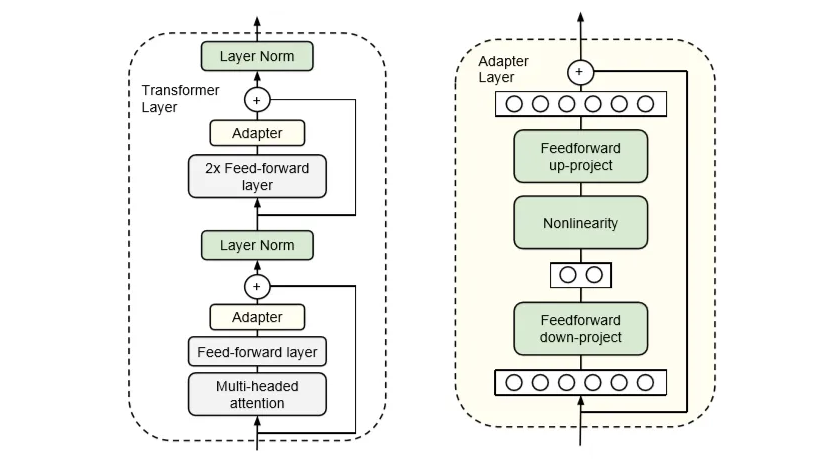 Layer Norm
Transformer
Layer
+
Adapter
2x Feed-forward
layer
Layer Norm
+
Adapter
Feed-forward layer
Multi-headed
attention
Adapter
Layer
+
Feedforward
up-project
Nonlinearity
Feedforward
down-project